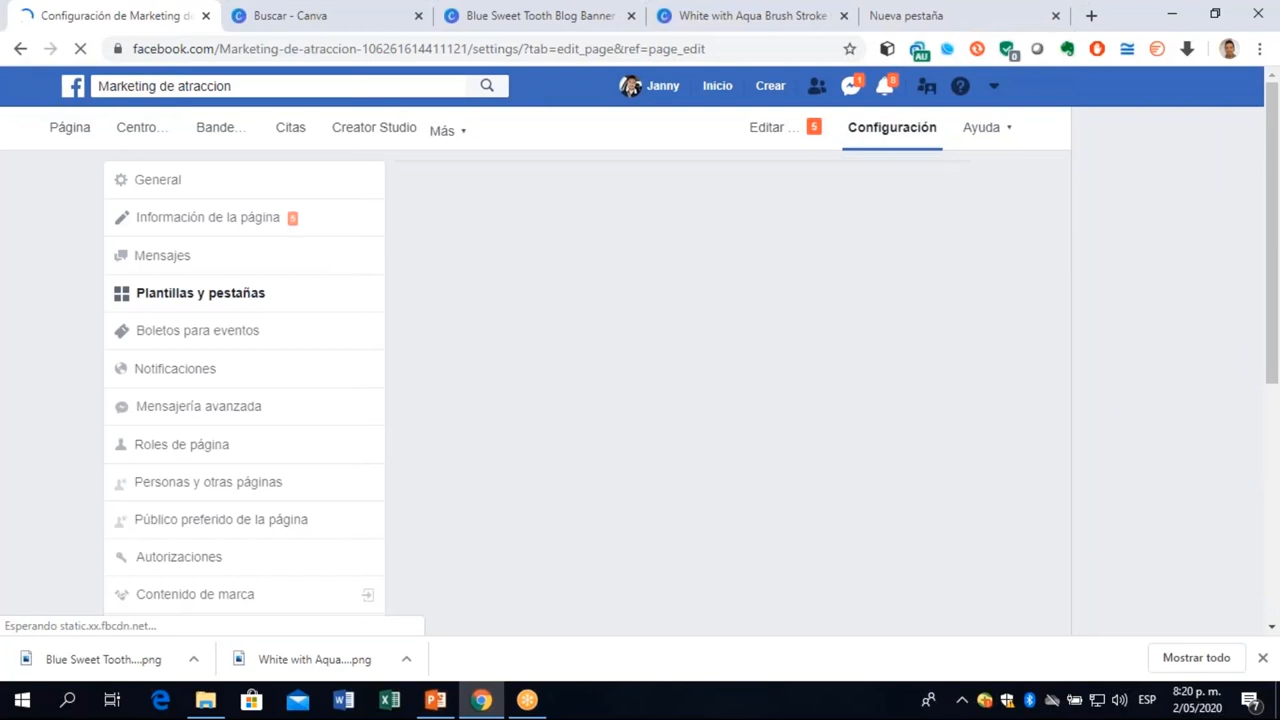 Configuración de Marketing de
Buscar - Canva
Blue Sweet Tooth Blog Banner
White with Aqua Brush Stroke
Nueva pestaña
facebook.com/Marketing-de-atraccion-106261614411121/settings/?tab=edit_page&ref=page_edit
AU
0
Marketing de atraccion
Janny
Inicio
Crear
1
8
Página
Centro...
Bande...
Citas
Creator Studio
Más
Editar ...
5
Configuración
Ayuda
General
Información de la página 5
Mensajes
Plantillas y pestañas
Boletos para eventos
Notificaciones
Mensajería avanzada
Roles de página
Personas y otras páginas
Público preferido de la página
Autorizaciones
Contenido de marca
Esperando static.xx.fbcdn.net...
Blue Sweet Tooth....png
White with Aqua....png
Mostrar todo
ESP
8:20 p. m.
2/05/2020
7